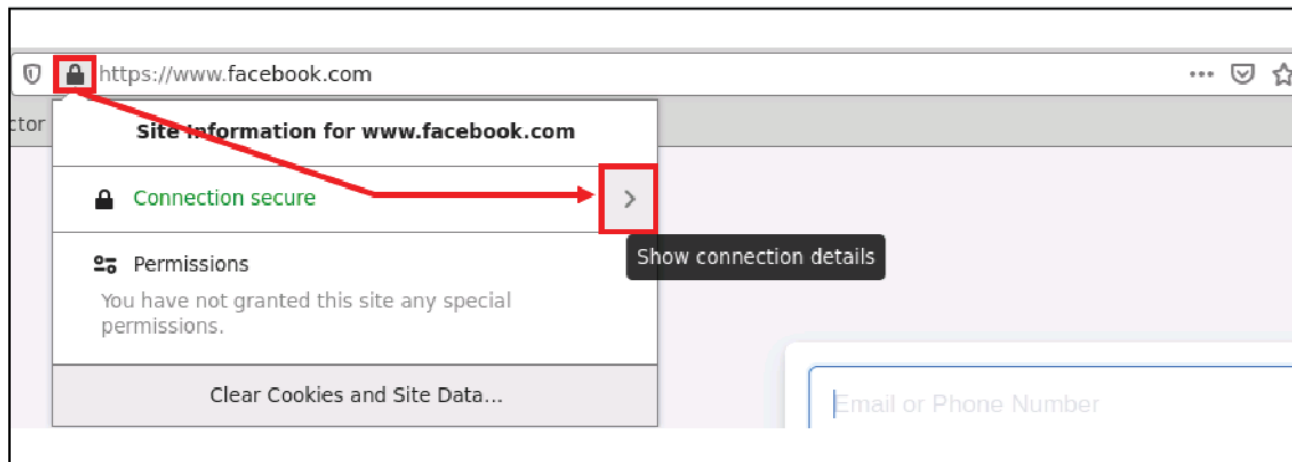 https://www.facebook.com
ctor
Site Information for www.facebook.com
Connection secure
Show connection details
Permissions
You have not granted this site any special
permissions.
Clear Cookies and Site Data...
Email or Phone Number